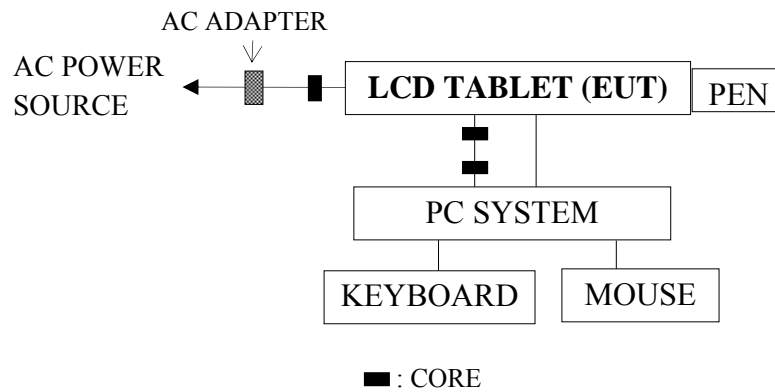 AC ADAPTER
AC POWER
SOURCE
LCD TABLET (EUT)
PEN
PC SYSTEM
KEYBOARD
MOUSE
: CORE